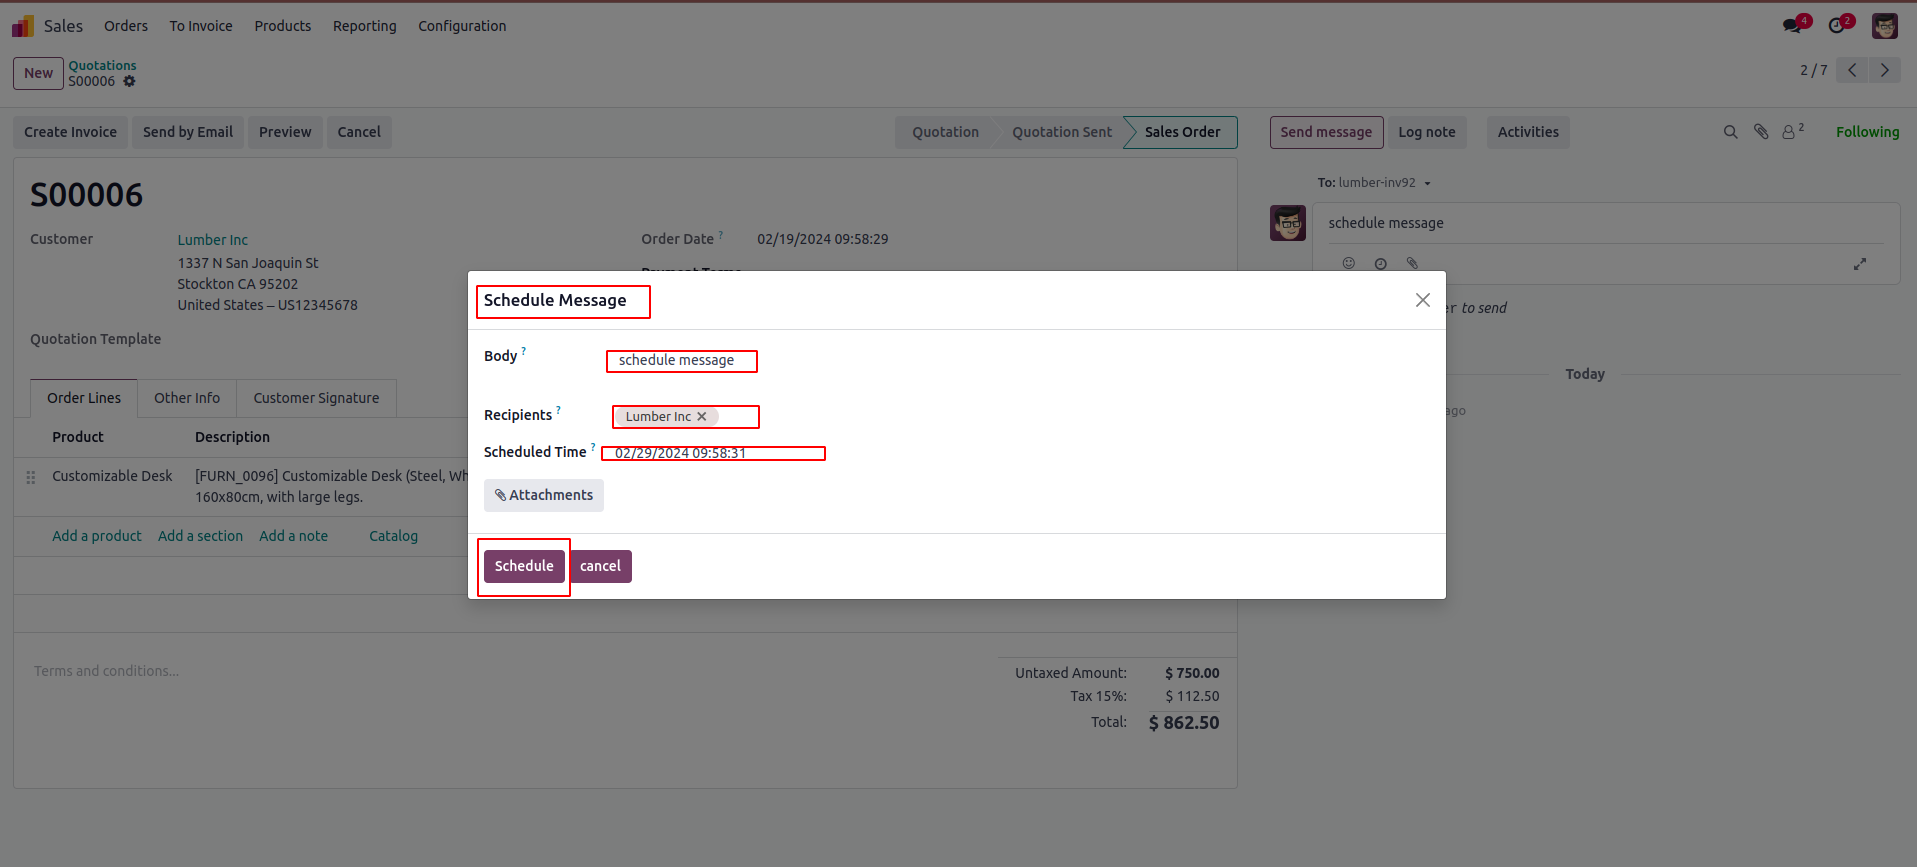 Sales Orders To Invoice Products Reporting Configuration 4 2
New Quotations
S00006
2 / 7
Create Invoice Send by Email Preview Cancel Quotation Quotation Sent Sales Order Send message Log note Activities 2 Following
S00006
To: lumber-inv92
schedule message
Customer Lumber Inc Order Date ? 02/19/2024 09:58:29
1337 N San Joaquin St
Stockton CA 95202
United States – US12345678
Quotation Template
to send
Today
ago
Order Lines Other Info Customer Signature
Product Description
Customizable Desk [FURN_0096] Customizable Desk (Steel, Wh
160x80cm, with large legs.
Add a product Add a section Add a note Catalog
Schedule Message
Body ? schedule message
Recipients ? Lumber Inc ×
Scheduled Time ? 02/29/2024 09:58:31
Attachments
Schedule cancel
Terms and conditions...
Untaxed Amount: $ 750.00
Tax 15%: $ 112.50
Total: $ 862.50